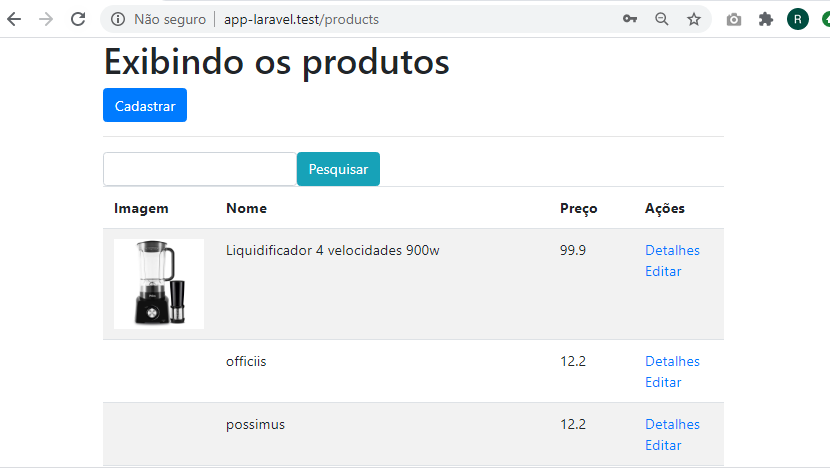 Não seguro app-laravel.test/products
R
Exibindo os produtos
Cadastrar
Pesquisar
Imagem Nome Preço Ações
Liquidificador 4 velocidades 900w 99.9 Detalhes
Editar
officiis 12.2 Detalhes
Editar
possimus 12.2 Detalhes
Editar